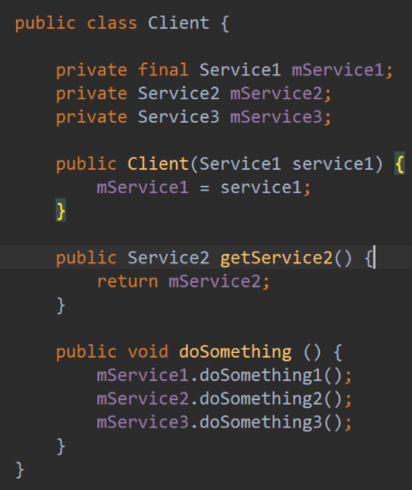 public class Client {
private final Service1 mService1;
private Service2 mService2;
private Service3 mService3;
public Client(Service1 service1) {
mService1 = service1;
}
public Service2 getService2() {
return mService2;
}
public void doSomething () {
mService1.doSomething1();
mService2.doSomething2();
mService3.doSomething3();
}
}